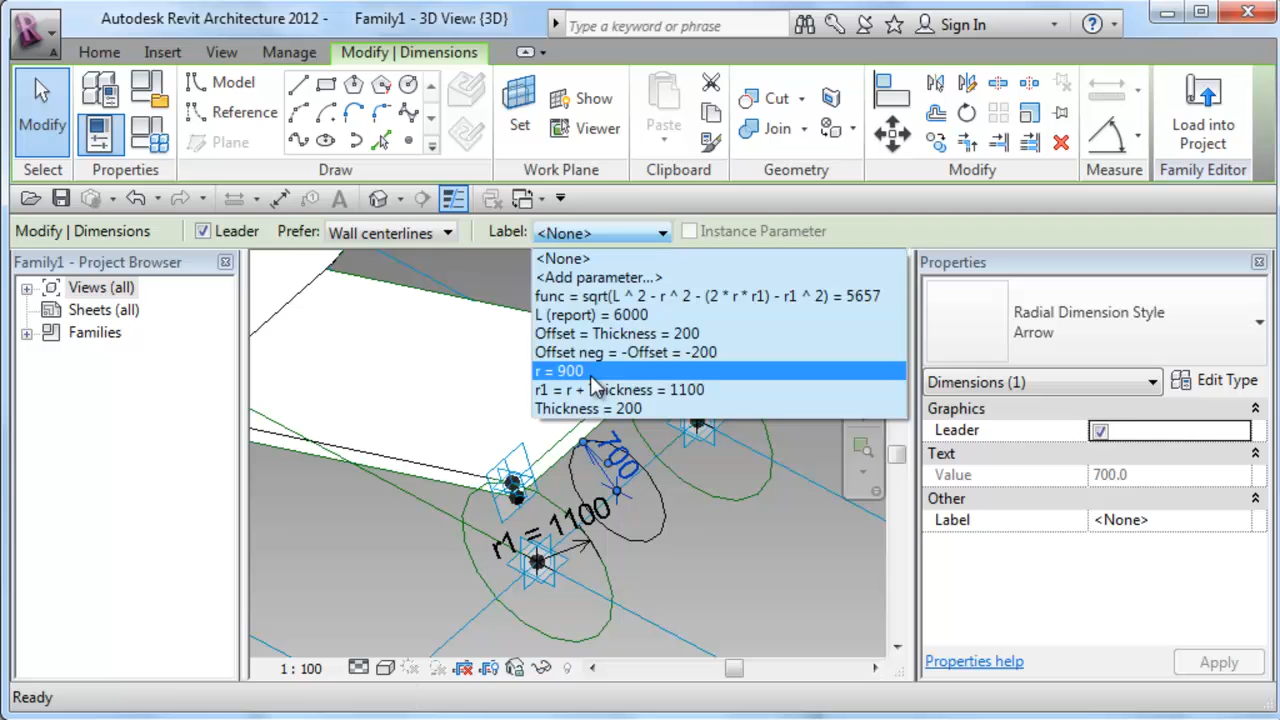 Autodesk Revit Architecture 2012 -     Family1 - 3D View: {3D}
Type a keyword or phrase
Sign In
Home
Insert
View
Manage
Modify | Dimensions
Modify
Model
Reference
Plane
Set
Show
Viewer
Paste
Cut
Join
Load into
Project
Select
Properties
Draw
Work Plane
Clipboard
Geometry
Modify
Measure
Family Editor
Modify | Dimensions
Leader
Prefer:
Wall centerlines
Label:
<None>
Instance Parameter
Family1 - Project Browser
Views (all)
Sheets (all)
Families
<None>
<Add parameter...>
func = sqrt(L ^ 2 - r ^ 2 - (2 * r * r1) - r1 ^ 2) = 5657
L (report) = 6000
Offset = Thickness = 200
Offset neg = -Offset = -200
r = 900
r1 = r + Thickness = 1100
Thickness = 200
700
r1 = 1100
Properties
Radial Dimension Style
Arrow
Dimensions (1)
Edit Type
Graphics
Leader
Text
Value
700.0
Other
Label
<None>
Properties help
Apply
1 : 100
Ready